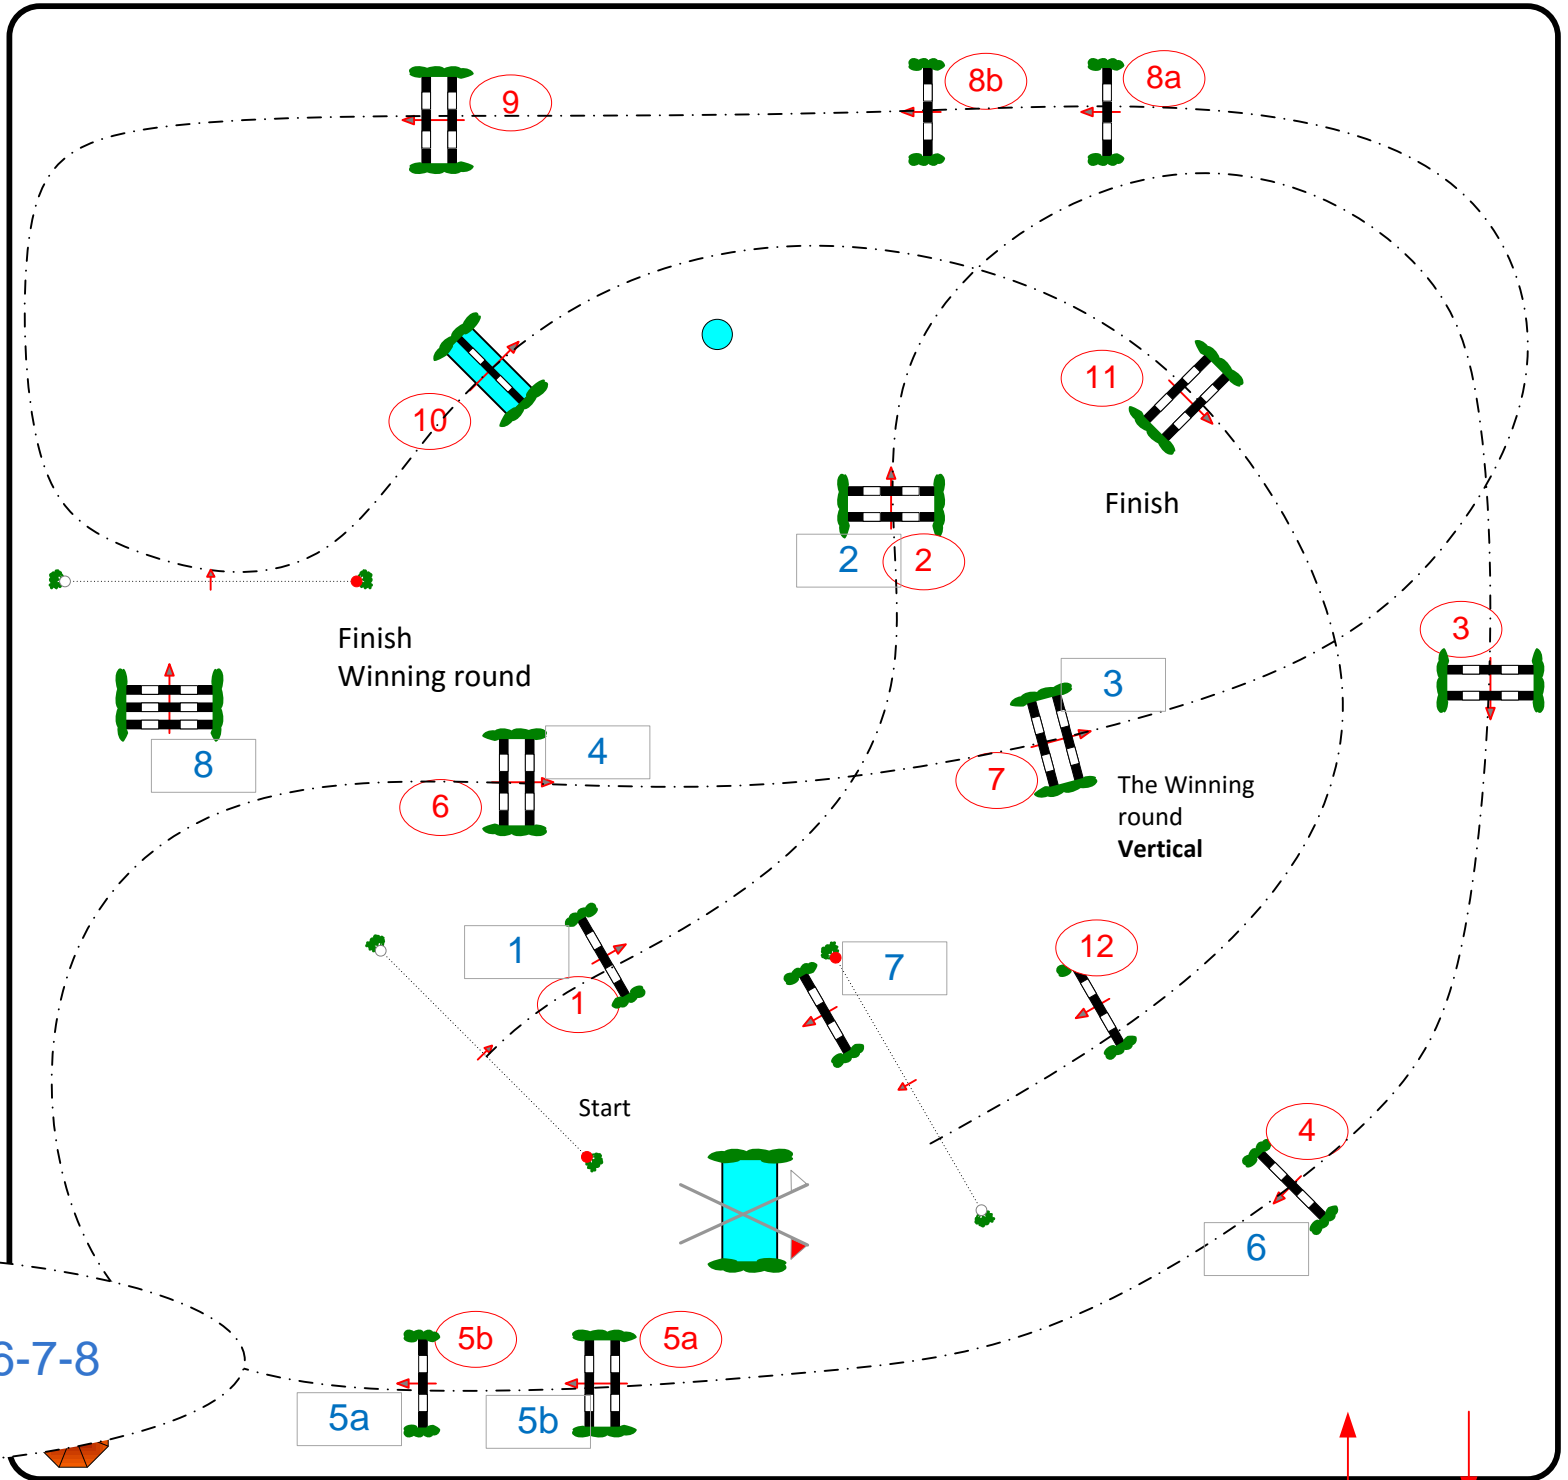 9
8b
8a
10
11
Finish
2
2
3
Finish
Winning round
3
8
4
6
7
The Winning
round
Vertical
1
1
7
12
Start
4
6
5b
5a
6-7-8
5a
5b